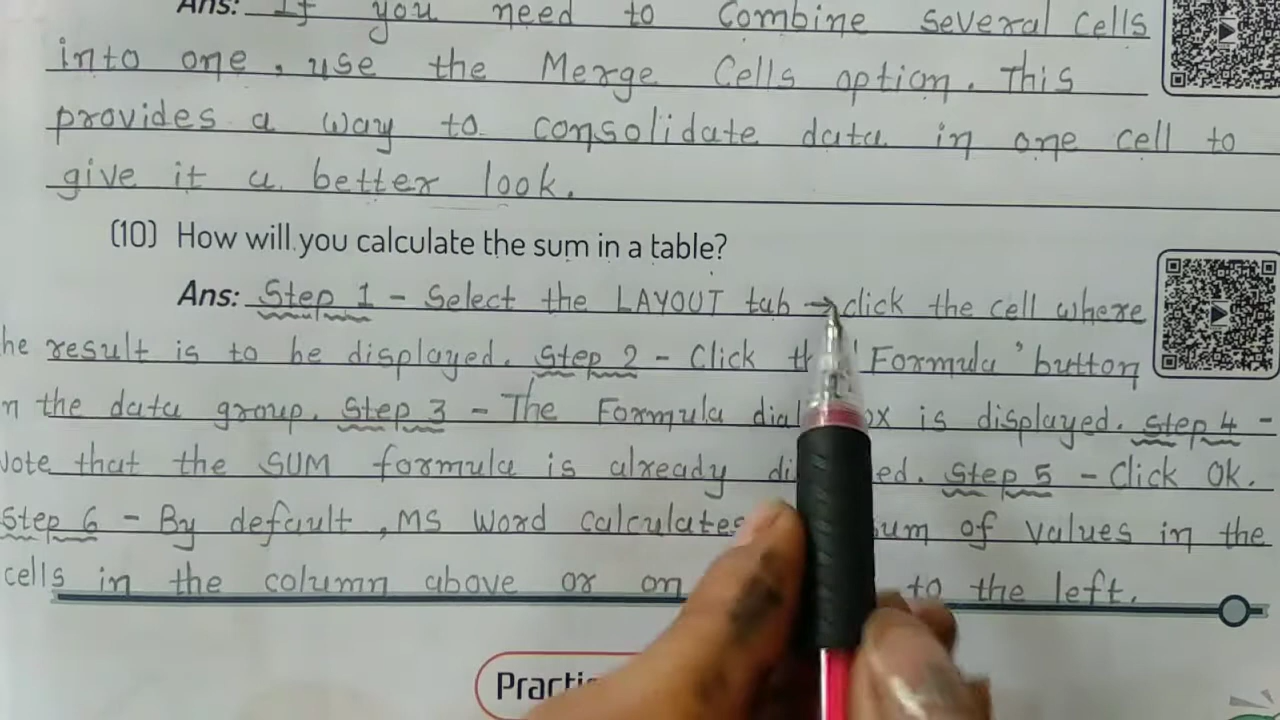 Ans: If you need to combine several cells
into one, use the Merge Cells option. This
provides a way to consolidate data in one cell to
give it a better look.
(10) How will you calculate the sum in a table?
Ans: Step 1 - Select the LAYOUT tab → click the cell where
he result is to be displayed. Step 2 - Click 'Formula' button
n the data group. Step 3 - The Formula is displayed. Step 4 -
Note that the SUM formula is already . Step 5 - Click Ok.
Step 6 - By default, MS Word calculates of values in the
cells in the column above or on to the left.